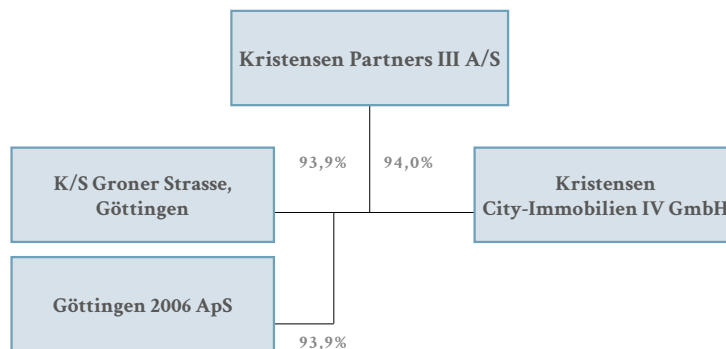 Kristensen Partners III A/S
93,9%
94,0%
K/S Groner Strasse,
Göttingen
Kristensen
City-Immobilien IV GmbH
Göttingen 2006 ApS
93,9%